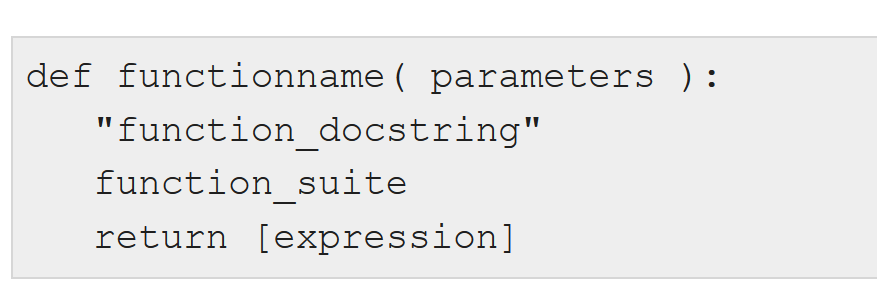 def functionname( parameters ):
   "function_docstring"
   function_suite
   return [expression]